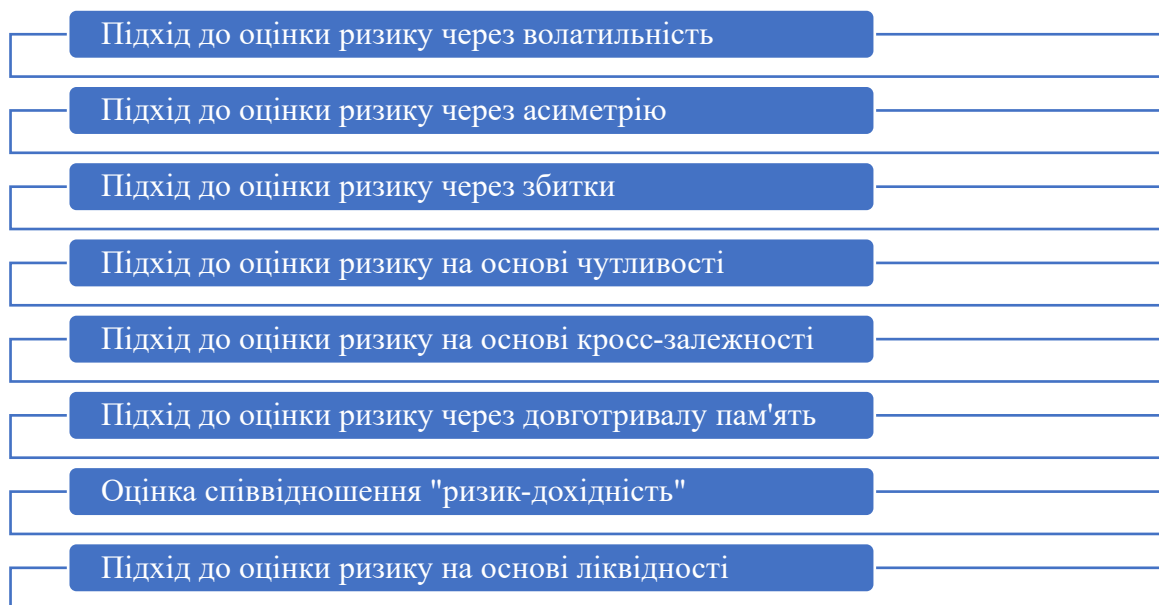 Підхід до оцінки ризику через волатильність
Підхід до оцінки ризику через асиметрію
Підхід до оцінки ризику через збитки
Підхід до оцінки ризику на основі чутливості
Підхід до оцінки ризику на основі кросс-залежності
Підхід до оцінки ризику через довготривалу пам'ять
Оцінка співвідношення "ризик-дохідність"
Підхід до оцінки ризику на основі ліквідності